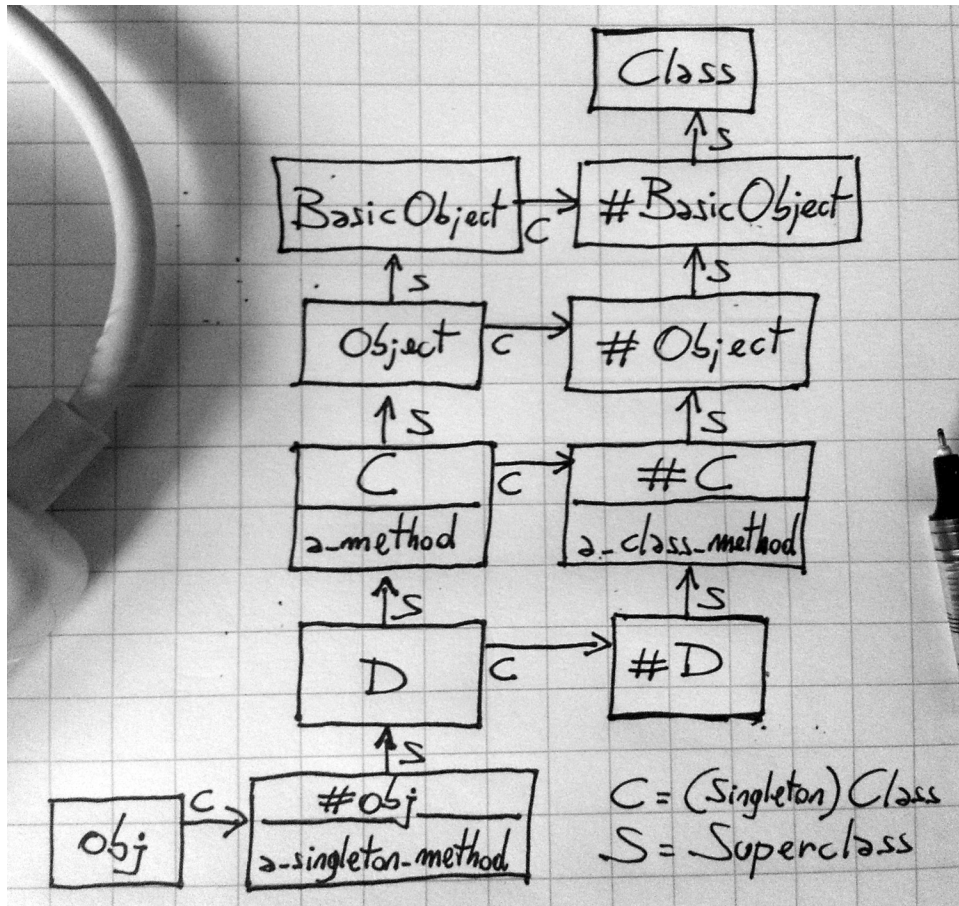 Class
S
BasicObject C #BasicObject
S S
Object C # Object
S S
C C #C
a_method a_class_method
S S
D C #D
S
obj C #obj
a_singleton_method
C = (Singleton) Class
S = Superclass